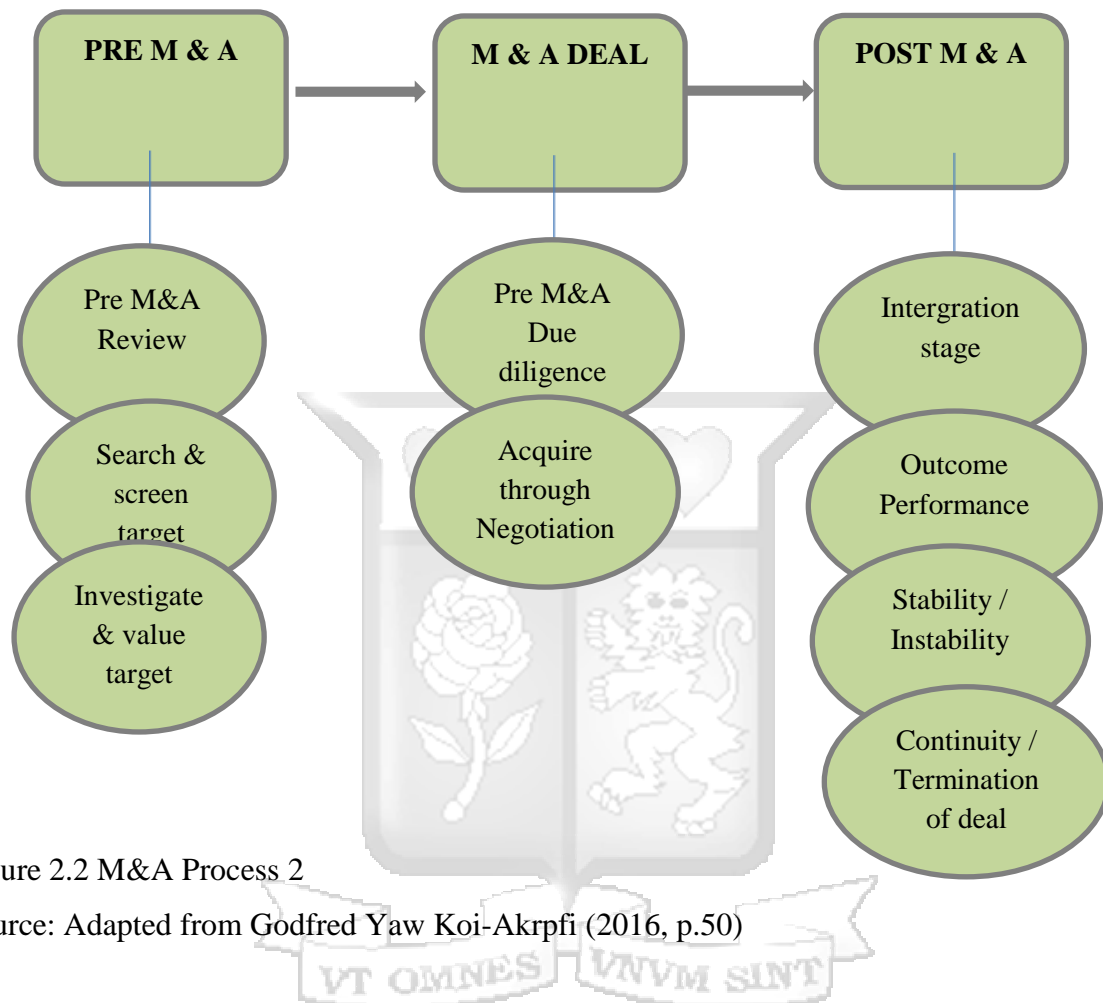 PRE M & A
M & A DEAL
POST M & A
Pre M&A
Review
Search &
screen
target
Investigate
& value
target
Pre M&A
Due
diligence
Acquire
through
Negotiation
Intergration
stage
Outcome
Performance
Stability /
Instability
Continuity /
Termination
of deal
ure 2.2 M&A Process 2
urce: Adapted from Godfred Yaw Koi-Akrpfi (2016, p.50)
VT OMNES VNVM SINT